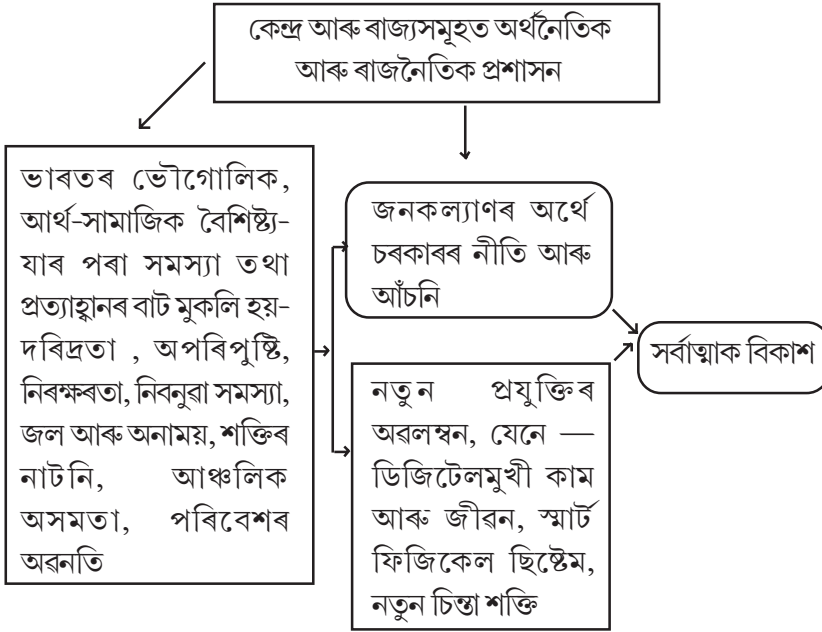 কেন্দ্ৰ আৰু ৰাজ্যসমূহত অৰ্থনৈতিক
আৰু ৰাজনৈতিক প্ৰশাসন
ভাৰতৰ ভৌগোলিক,
আৰ্থ-সামাজিক বৈশিষ্ট্য-
যাৰ পৰা সমস্যা তথা
প্ৰত্যাহ্বানৰ বাট মুকলি হয়-
দৰিদ্ৰতা , অপৰিপুষ্টি,
নিৰক্ষৰতা, নিবনুৱা সমস্যা,
জল আৰু অনাময়, শক্তিৰ
নাটনি, আঞ্চলিক
অসমতা, পৰিবেশৰ
অৱনতি
জনকল্যাণৰ অৰ্থে
চৰকাৰৰ নীতি আৰু
আঁচনি
নতুন প্ৰযুক্তিৰ
অৱলম্বন, যেনে —
ডিজিটেলমুখী কাম
আৰু জীৱন, স্মাৰ্ট
ফিজিকেল ছিষ্টেম,
নতুন চিন্তা শক্তি
সৰ্বাত্মাক বিকাশ